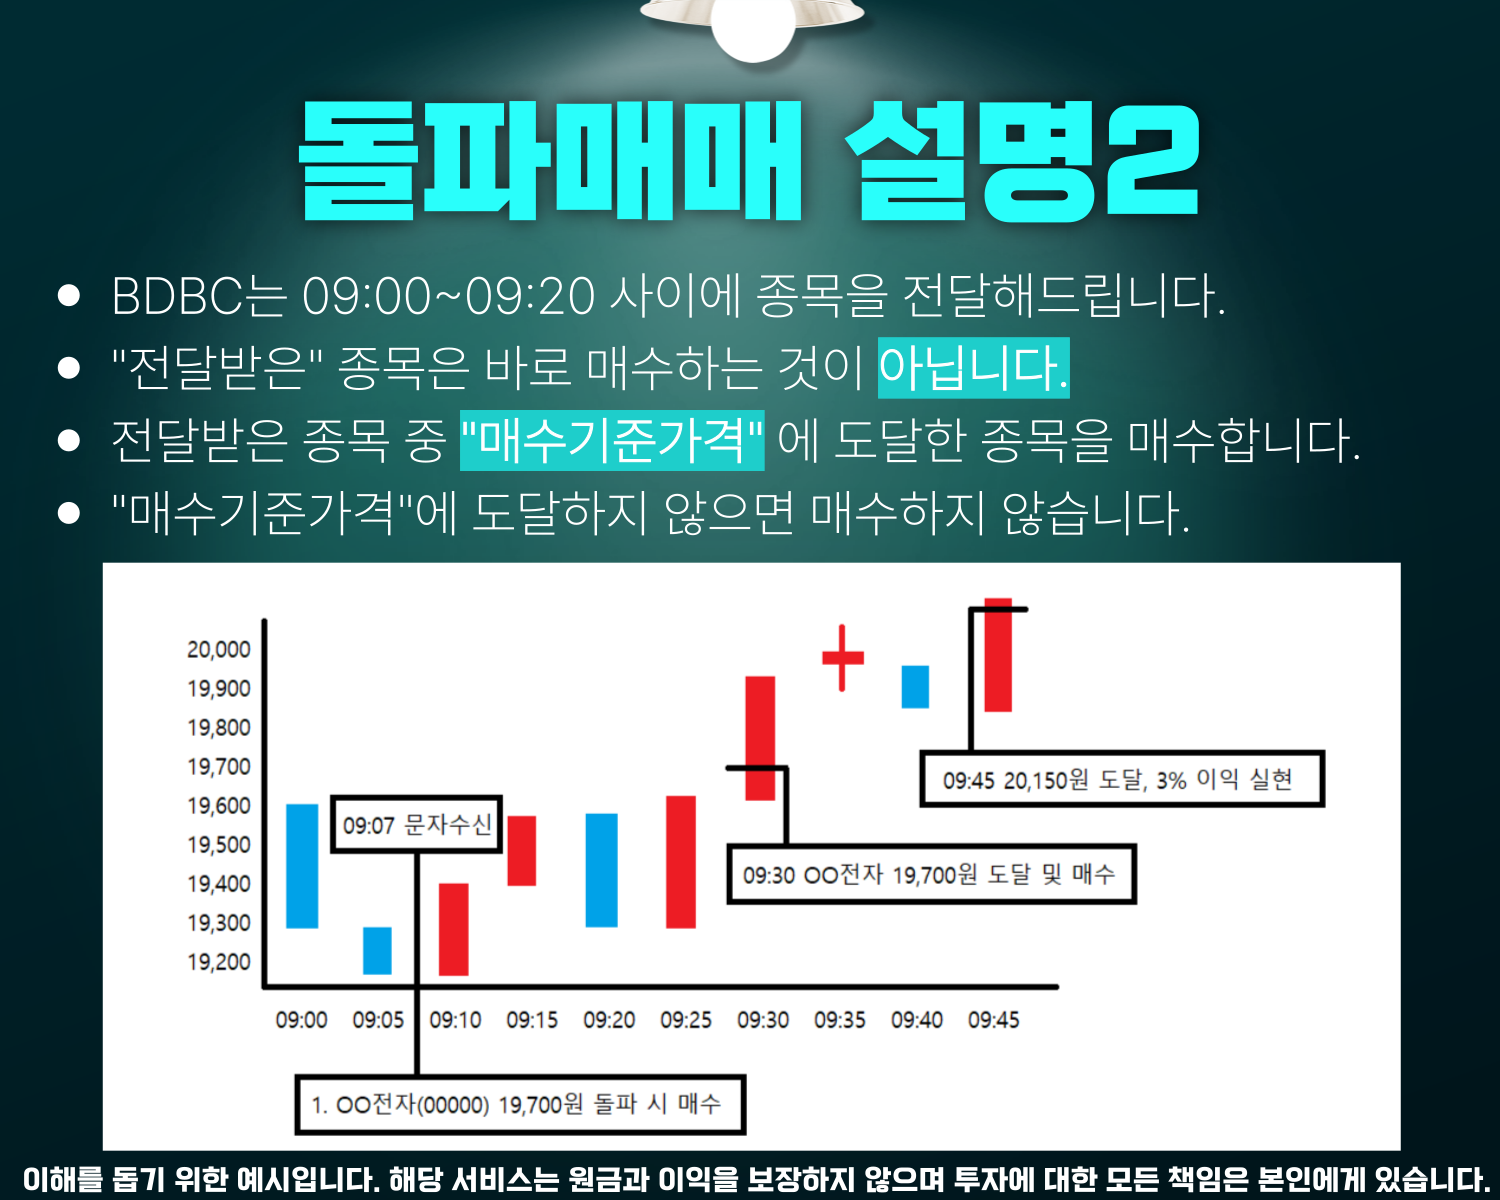 돌파매매 설명2
BDBC는 09:00~09:20 사이에 종목을 전달해드립니다.
"전달받은" 종목은 바로 매수하는 것이 아닙니다.
전달받은 종목 중 "매수기준가격" 에 도달한 종목을 매수합니다.
"매수기준가격"에 도달하지 않으면 매수하지 않습니다.
20,000
19,900
19,800
19,700
19,600
19,500
19,400
19,300
19,200
09:07 문자수신
09:45 20,150원 도달, 3% 이익 실현
09:30 OO전자 19,700원 도달 및 매수
09:00 09:05 09:10 09:15 09:20 09:25 09:30 09:35 09:40 09:45
1. OO전자(00000) 19,700원 돌파 시 매수
이해를 돕기 위한 예시입니다. 해당 서비스는 원금과 이익을 보장하지 않으며 투자에 대한 모든 책임은 본인에게 있습니다.